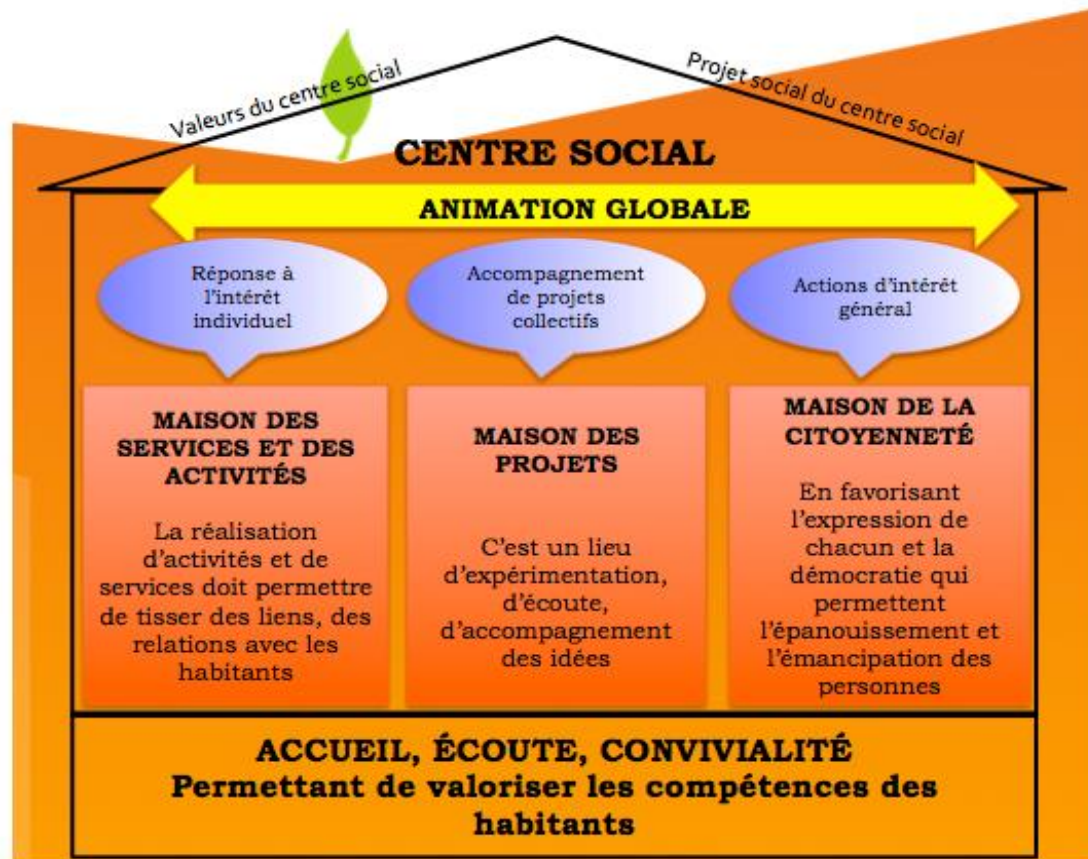 Valeurs du centre social
Projet social du centre social
CENTRE SOCIAL
ANIMATION GLOBALE
Réponse à
l’intérêt
individuel
Accompagnement
de projets
collectifs
Actions d’intérêt
général
MAISON DES
SERVICES ET DES
ACTIVITÉS
La réalisation
d’activités et de
services doit permettre
de tisser des liens, des
relations avec les
habitants
MAISON DES
PROJETS
C’est un lieu
d’expérimentation,
d’écoute,
d’accompagnement
des idées
MAISON DE LA
CITOYENNETÉ
En favorisant
l’expression de
chacun et la
démocratie qui
permettent
l’épanouissement et
l’émancipation des
personnes
ACCUEIL, ÉCOUTE, CONVIVIALITÉ
Permettant de valoriser les compétences des
habitants